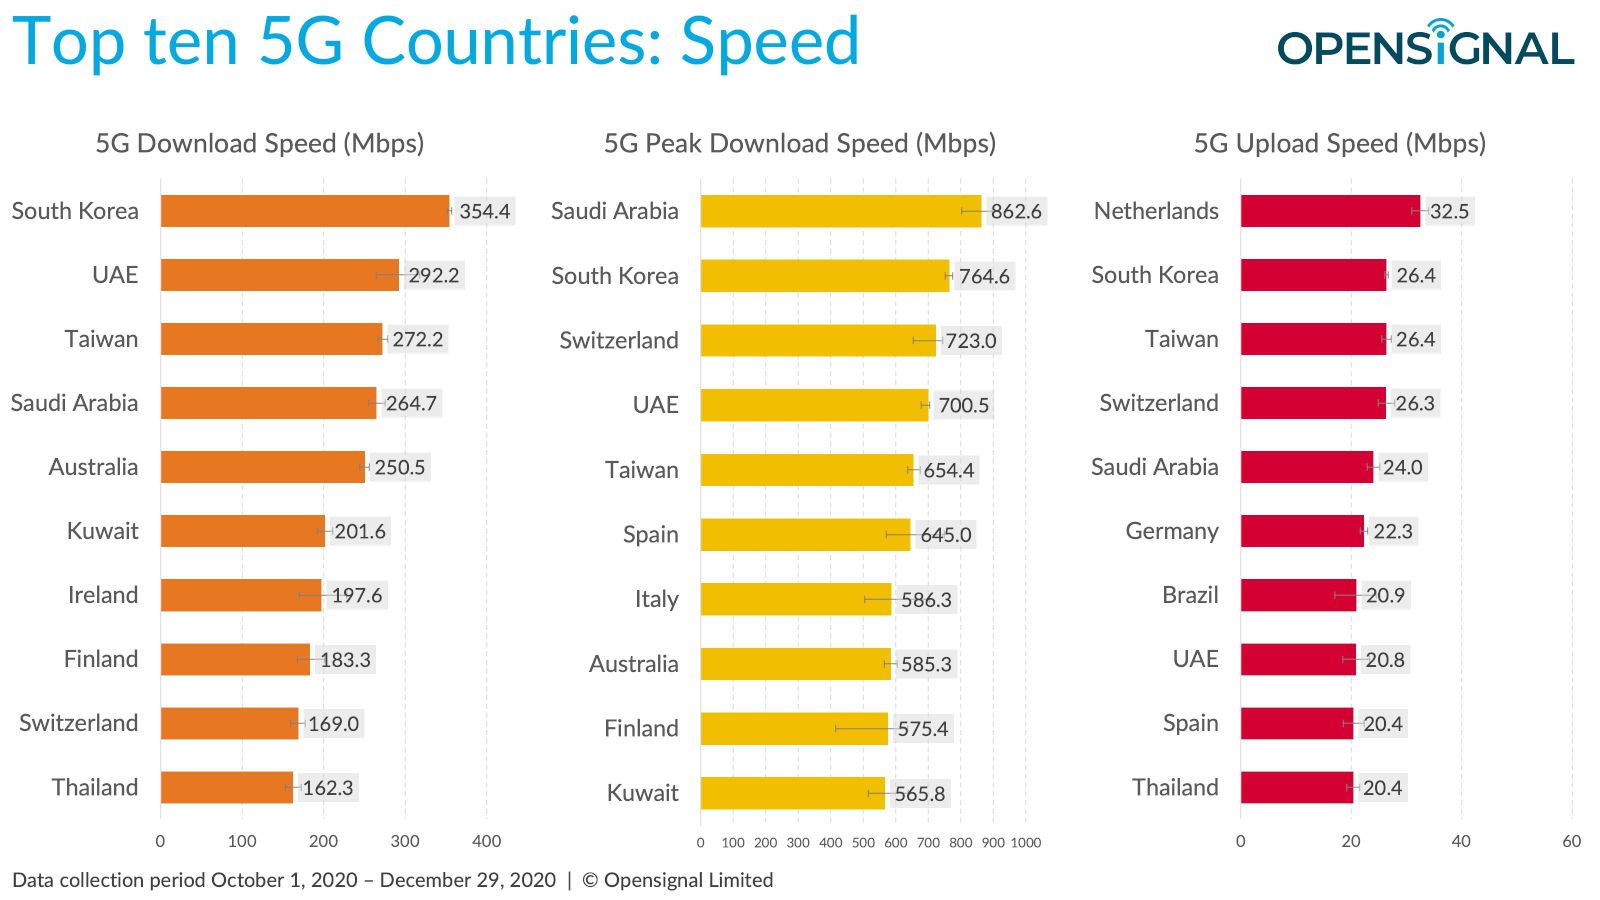 Top ten 5G Countries: Speed
OPENSIGNAL
5G Download Speed (Mbps)
South Korea 354.4
UAE 292.2
Taiwan 272.2
Saudi Arabia 264.7
Australia 250.5
Kuwait 201.6
Ireland 197.6
Finland 183.3
Switzerland 169.0
Thailand 162.3
0 100 200 300 400
5G Peak Download Speed (Mbps)
Saudi Arabia 862.6
South Korea 764.6
Switzerland 723.0
UAE 700.5
Taiwan 654.4
Spain 645.0
Italy 586.3
Australia 585.3
Finland 575.4
Kuwait 565.8
0 100 200 300 400 500 600 700 800 900 1000
5G Upload Speed (Mbps)
Netherlands 32.5
South Korea 26.4
Taiwan 26.4
Switzerland 26.3
Saudi Arabia 24.0
Germany 22.3
Brazil 20.9
UAE 20.8
Spain 20.4
Thailand 20.4
0 20 40 60
Data collection period October 1, 2020 – December 29, 2020 | © Opensignal Limited